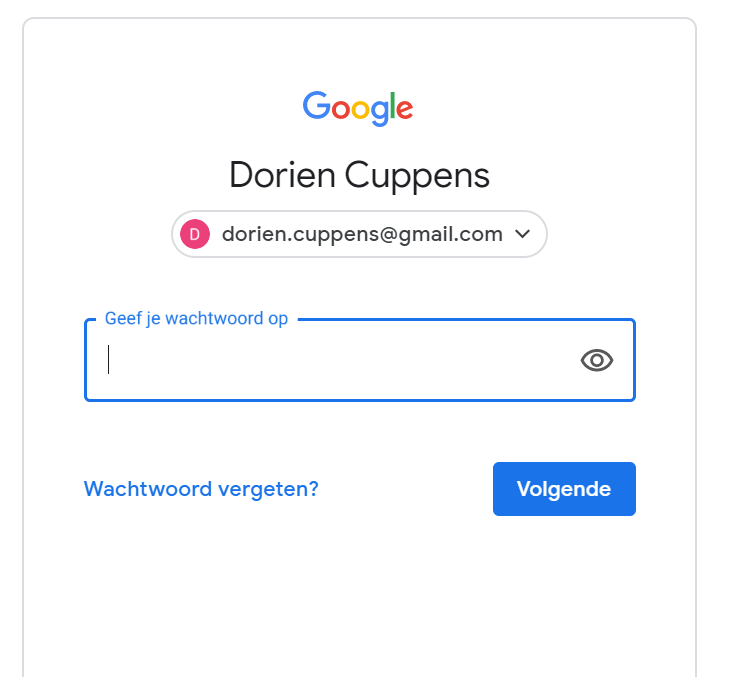 Google
Dorien Cuppens
D dorien.cuppens@gmail.com
Geef je wachtwoord op
Wachtwoord vergeten? Volgende